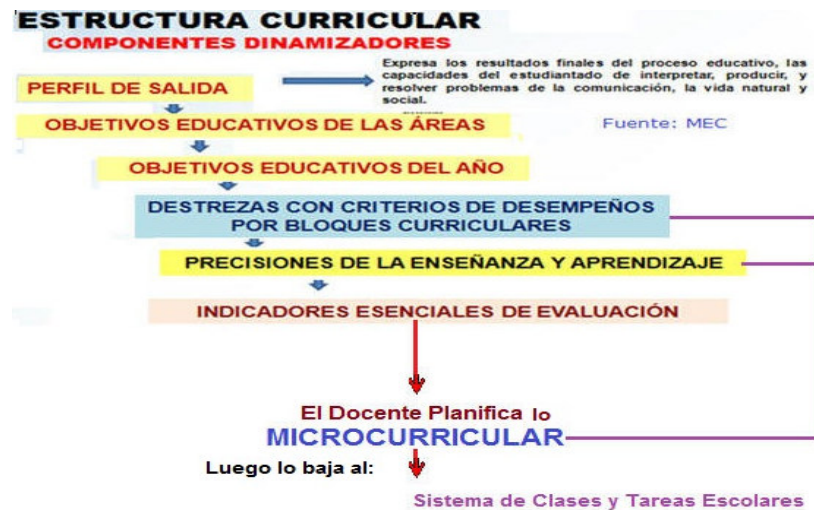 ESTRUCTURA CURRICULAR
COMPONENTES DINAMIZADORES
PERFIL DE SALIDA
Expresa los resultados finales del proceso educativo, las
capacidades del estudiantado de interpretar, producir, y
resolver problemas de la comunicación, la vida natural y
social.
OBJETIVOS EDUCATIVOS DE LAS ÁREAS
Fuente: MEC
OBJETIVOS EDUCATIVOS DEL AÑO
DESTREZAS CON CRITERIOS DE DESEMPEÑOS
POR BLOQUES CURRICULARES
PRECISIONES DE LA ENSEÑANZA Y APRENDIZAJE
INDICADORES ESENCIALES DE EVALUACIÓN
El Docente Planifica lo
MICROCURRICULAR
Luego lo baja al:
Sistema de Clases y Tareas Escolares